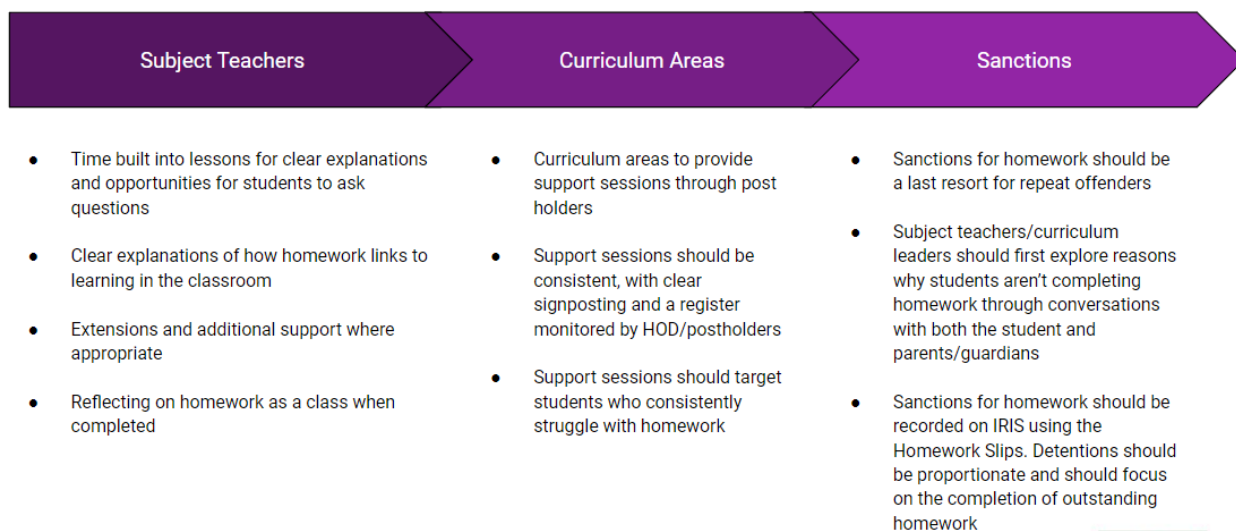 Subject Teachers
Curriculum Areas
Sanctions
● Time built into lessons for clear explanations
and opportunities for students to ask
questions
● Clear explanations of how homework links to
learning in the classroom
● Extensions and additional support where
appropriate
● Reflecting on homework as a class when
completed
● Curriculum areas to provide
support sessions through post
holders
● Support sessions should be
consistent, with clear
signposting and a register
monitored by HOD/postholders
● Support sessions should target
students who consistently
struggle with homework
● Sanctions for homework should be
a last resort for repeat offenders
● Subject teachers/curriculum
leaders should first explore reasons
why students aren’t completing
homework through conversations
with both the student and
parents/guardians
● Sanctions for homework should be
recorded on IRIS using the
Homework Slips. Detentions should
be proportionate and should focus
on the completion of outstanding
homework